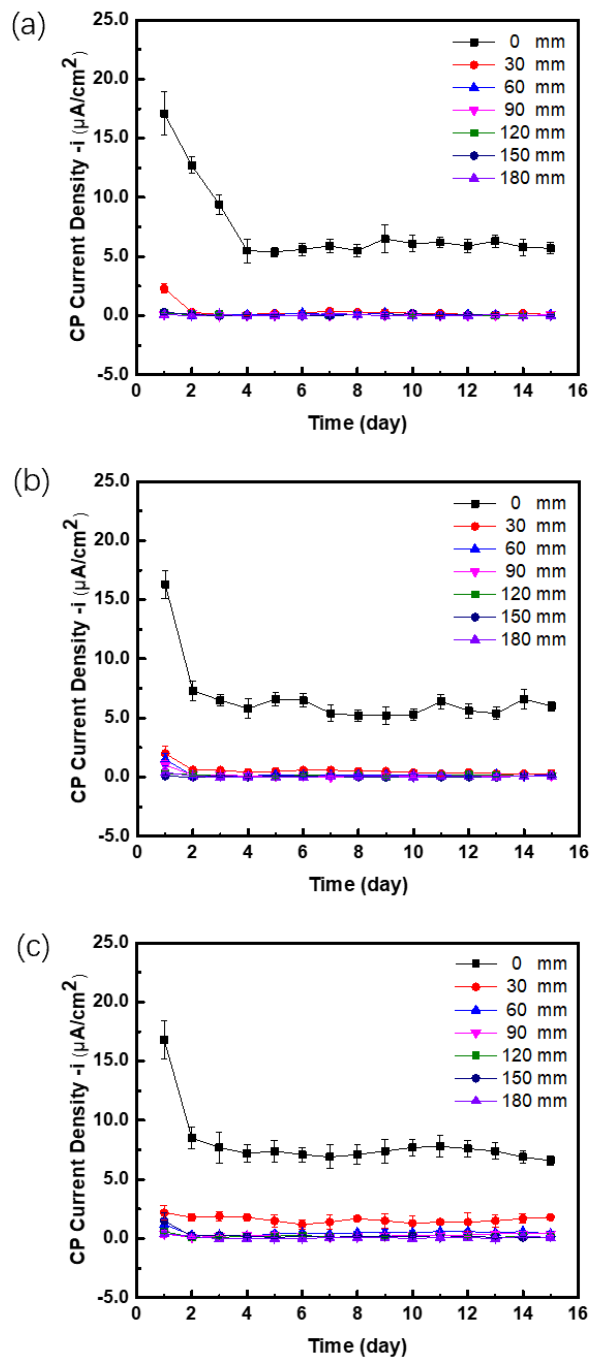 (a)
25.0
20.0
15.0
10.0
5.0
0.0
-5.0
CP Current Density -i (μA/cm²)
0 mm
30 mm
60 mm
90 mm
120 mm
150 mm
180 mm
0 2 4 6 8 10 12 14 16
Time (day)
(b)
25.0
20.0
15.0
10.0
5.0
0.0
-5.0
CP Current Density -i (μA/cm²)
0 mm
30 mm
60 mm
90 mm
120 mm
150 mm
180 mm
0 2 4 6 8 10 12 14 16
Time (day)
(c)
25.0
20.0
15.0
10.0
5.0
0.0
-5.0
CP Current Density -i (μA/cm²)
0 mm
30 mm
60 mm
90 mm
120 mm
150 mm
180 mm
0 2 4 6 8 10 12 14 16
Time (day)